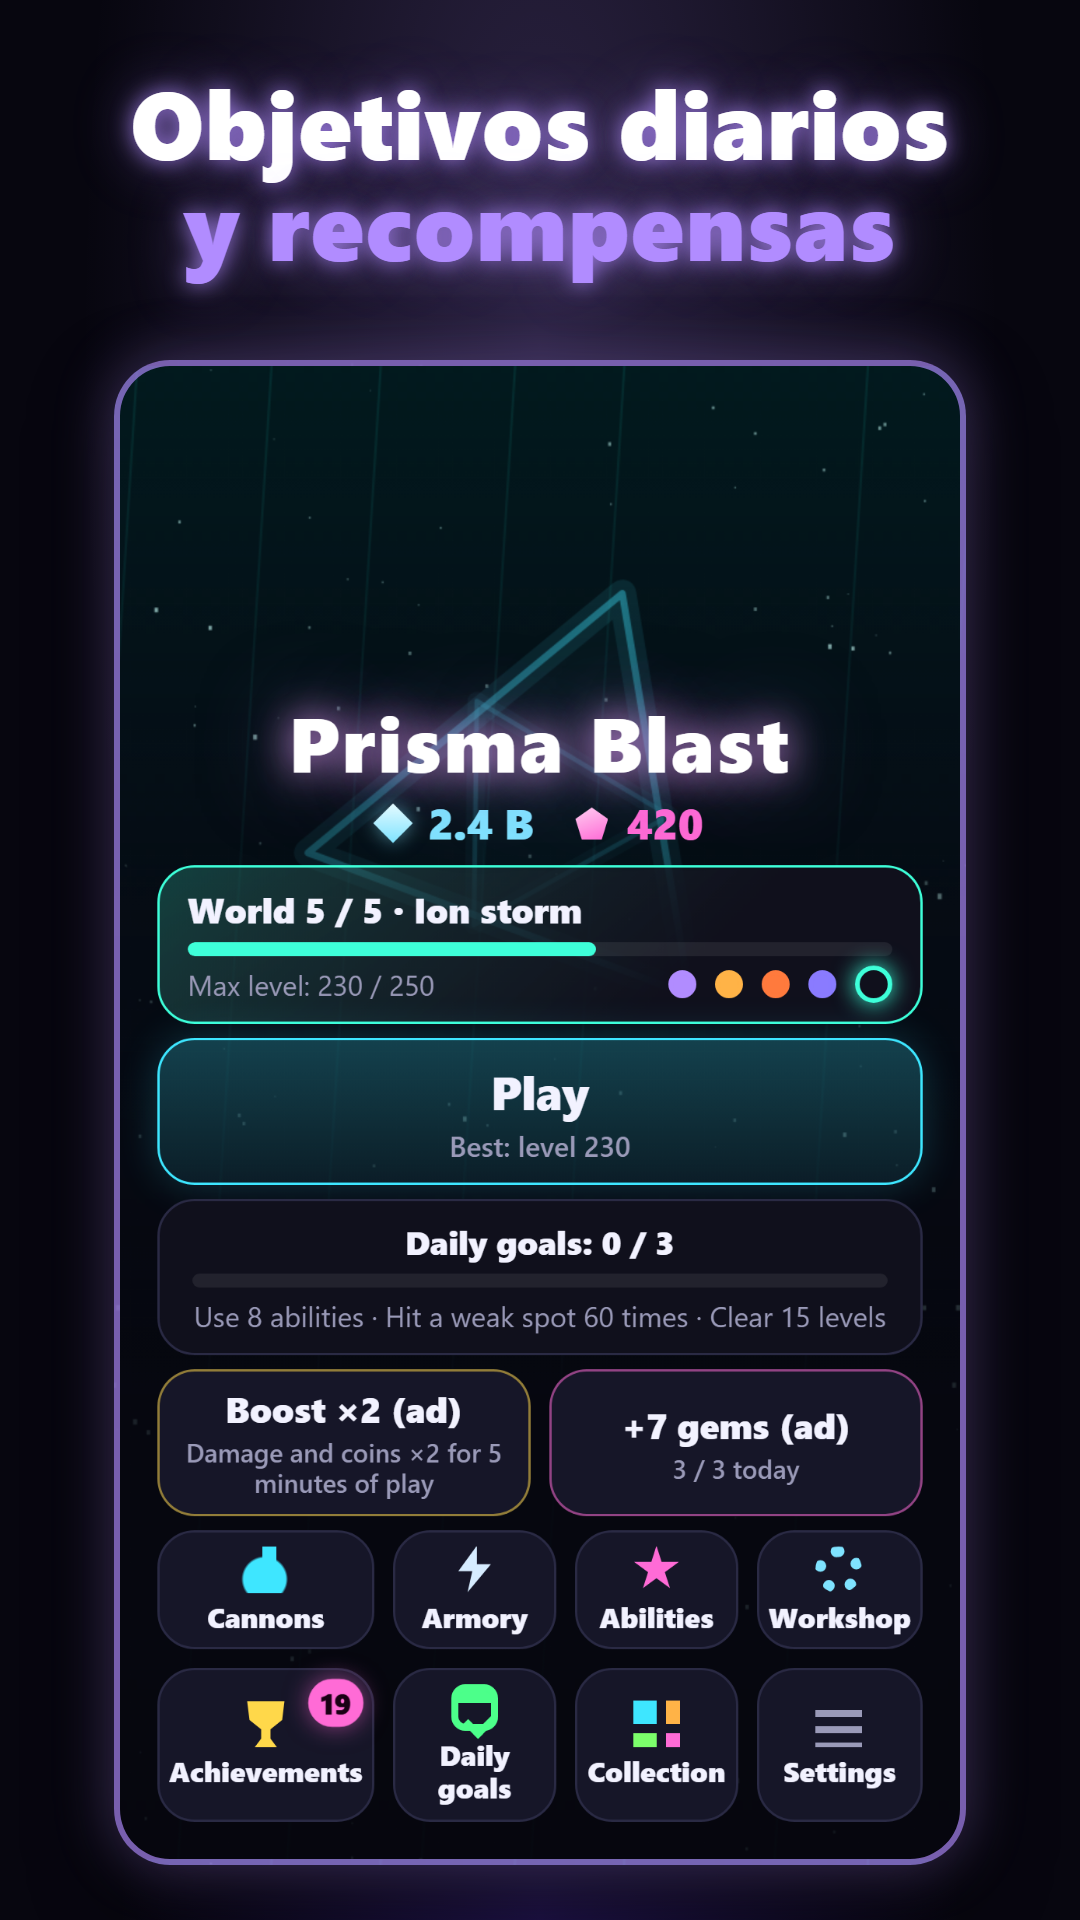 Objetivos diarios
y recompensas
Prisma Blast
2.4 B 420
World 5 / 5 · Ion storm
Max level: 230 / 250
Play
Best: level 230
Daily goals: 0 / 3
Use 8 abilities · Hit a weak spot 60 times · Clear 15 levels
Boost ×2 (ad)
Damage and coins ×2 for 5
minutes of play
+7 gems (ad)
3 / 3 today
Cannons
Armory
Abilities
Workshop
19
Achievements
Daily
goals
Collection
Settings